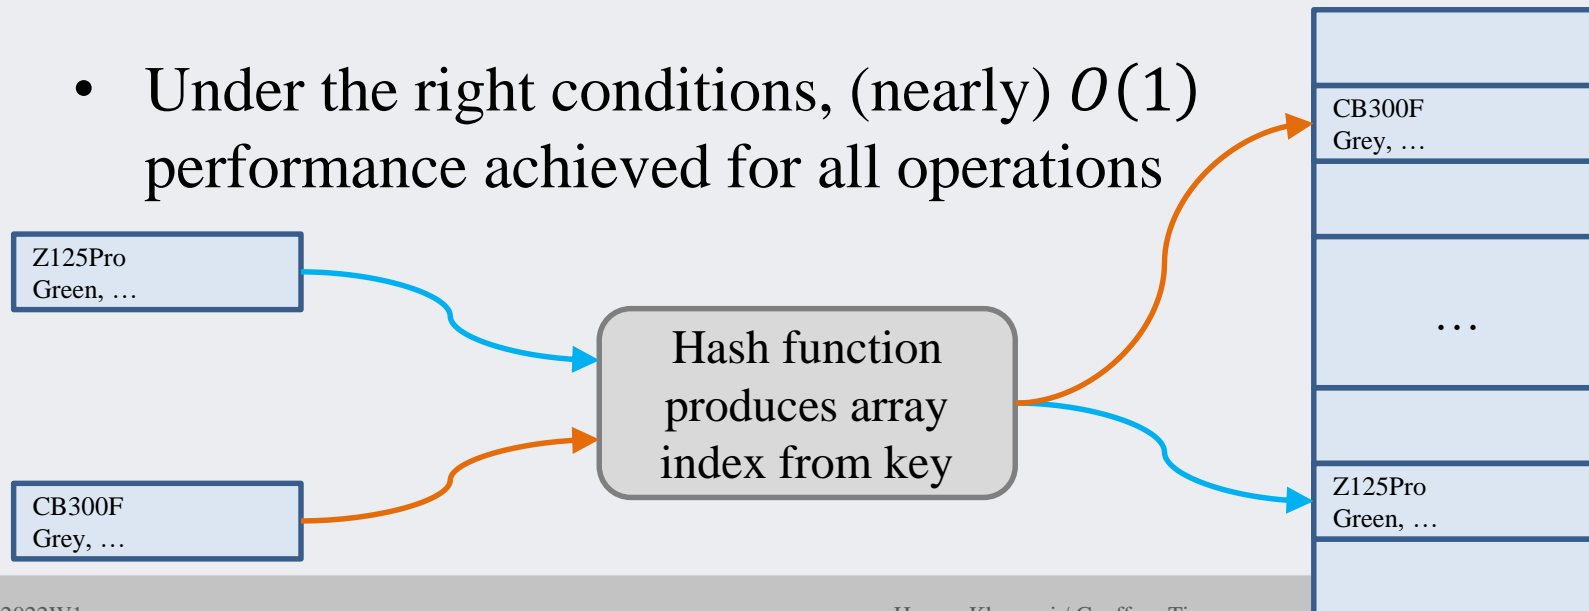 • Under the right conditions, (nearly) O(1)
performance achieved for all operations
Z125Pro
Green, …
CB300F
Grey, …
Hash function
produces array
index from key
CB300F
Grey, …
…
Z125Pro
Green, …